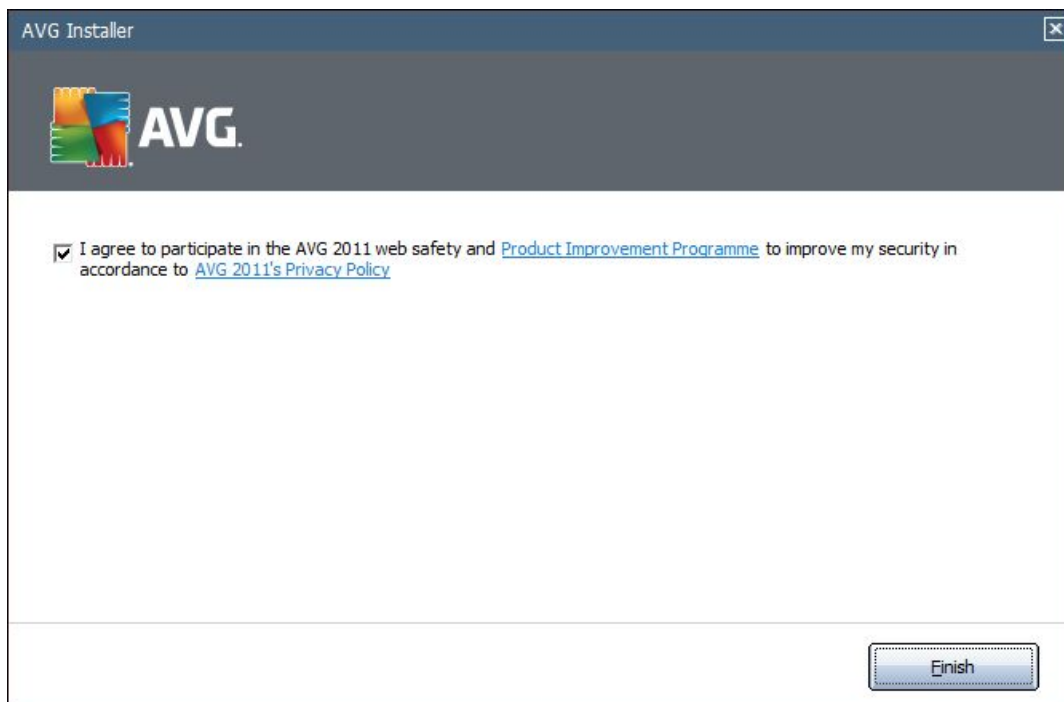 AVG Installer
AVG.
I agree to participate in the AVG 2011 web safety and Product Improvement Programme to improve my security in
accordance to AVG 2011's Privacy Policy
Finish